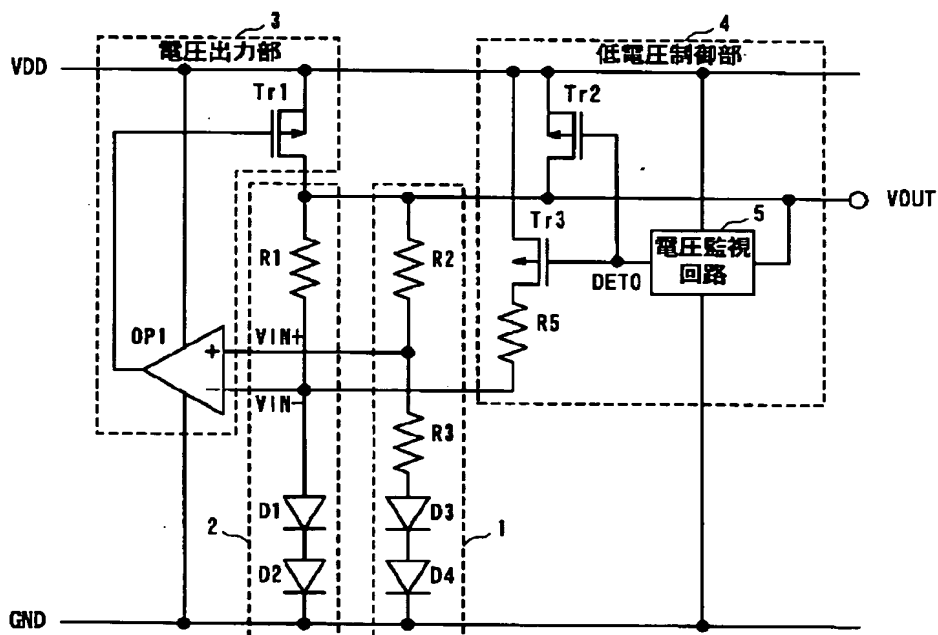 3
電圧出力部
4
低電圧制御部
VDD
Tr1
Tr2
VOUT
Tr3
5
電圧監視
回路
R1
R2
DETO
OP1
VIN+
R5
+
−
VIN-
R3
D1
D3
2
1
D2
D4
GND